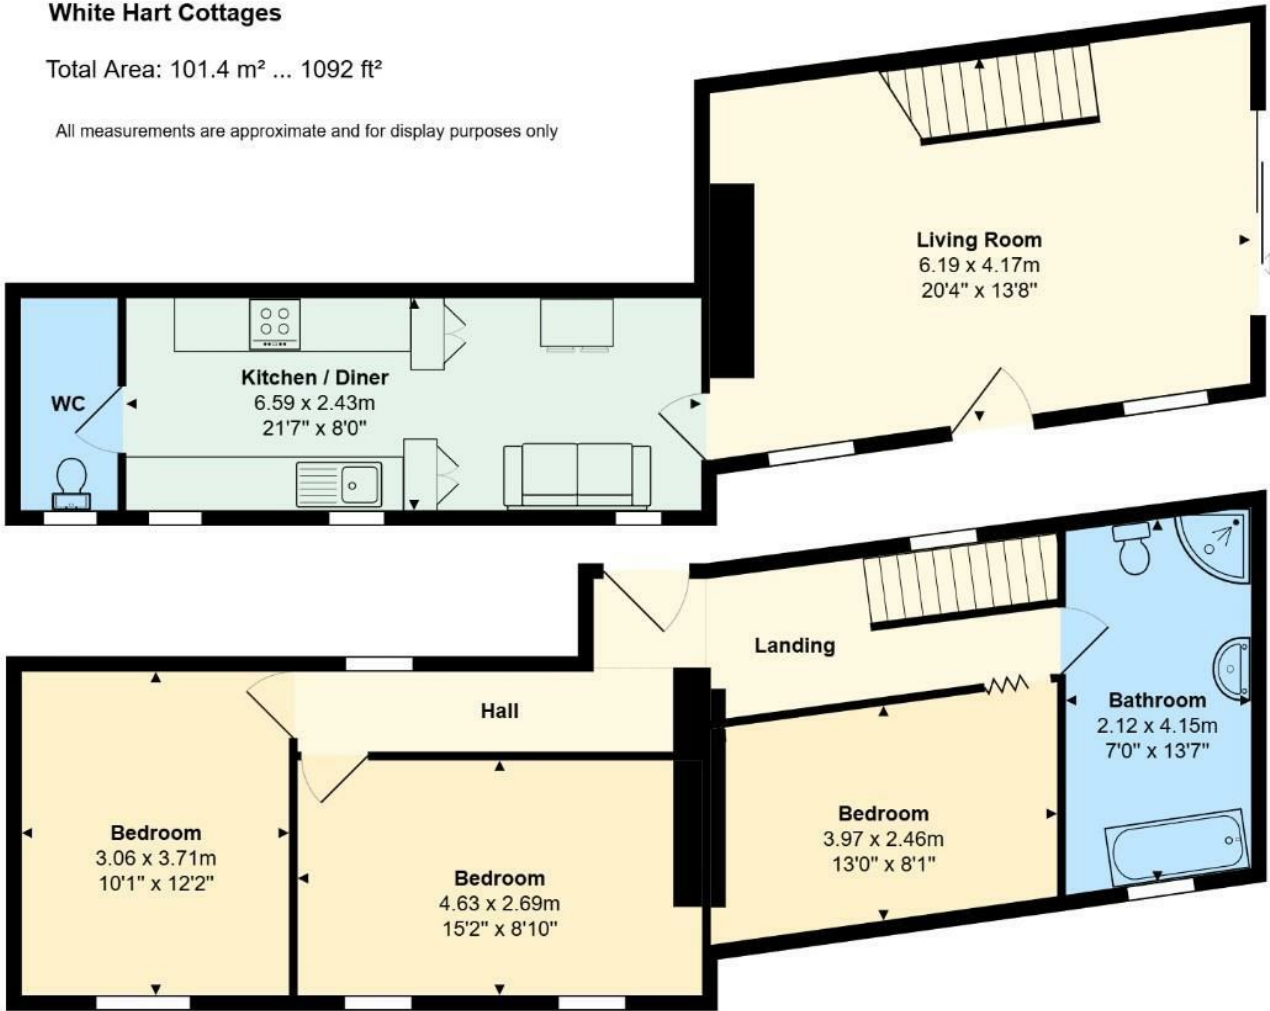 White Hart Cottages
Total Area: 101.4 m² ... 1092 ft²
All measurements are approximate and for display purposes only
Living Room
6.19 x 4.17m
20'4" x 13'8"
WC
Kitchen / Diner
6.59 x 2.43m
21'7" x 8'0"
Landing
Hall
Bathroom
2.12 x 4.15m
7'0" x 13'7"
Bedroom
3.06 x 3.71m
10'1" x 12'2"
Bedroom
4.63 x 2.69m
15'2" x 8'10"
Bedroom
3.97 x 2.46m
13'0" x 8'1"